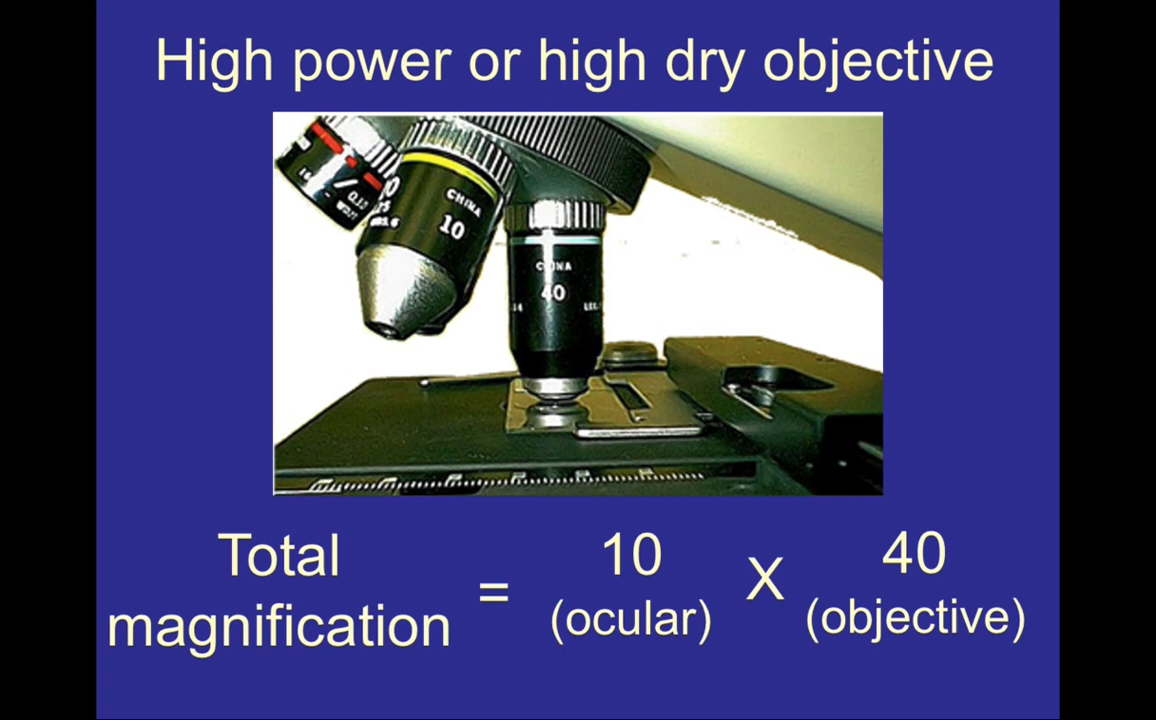 High power or high dry objective
CHINA
10
CHINA
40
Total
magnification
=
10
(ocular)
X
40
(objective)